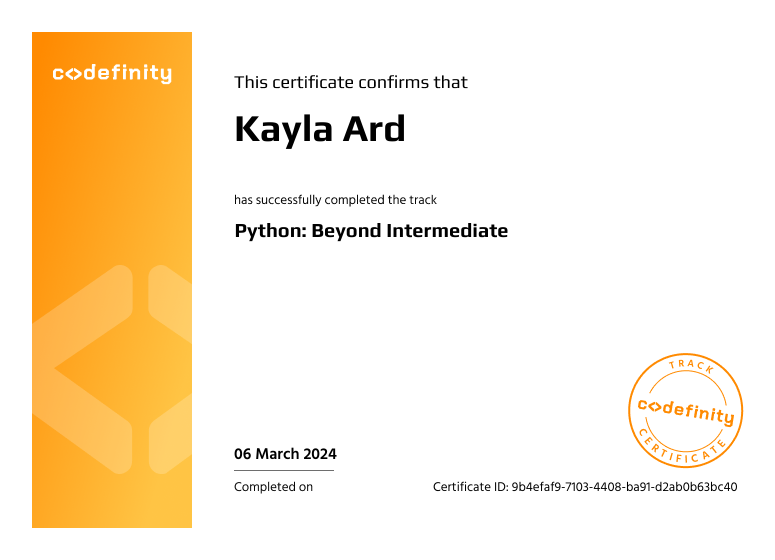 c<>definity
This certificate confirms that
Kayla Ard
has successfully completed the track
Python: Beyond Intermediate
TRACK
c<>definity
CERTIFICATE
06 March 2024
Completed on
Certificate ID: 9b4efaf9-7103-4408-ba91-d2ab0b63bc40